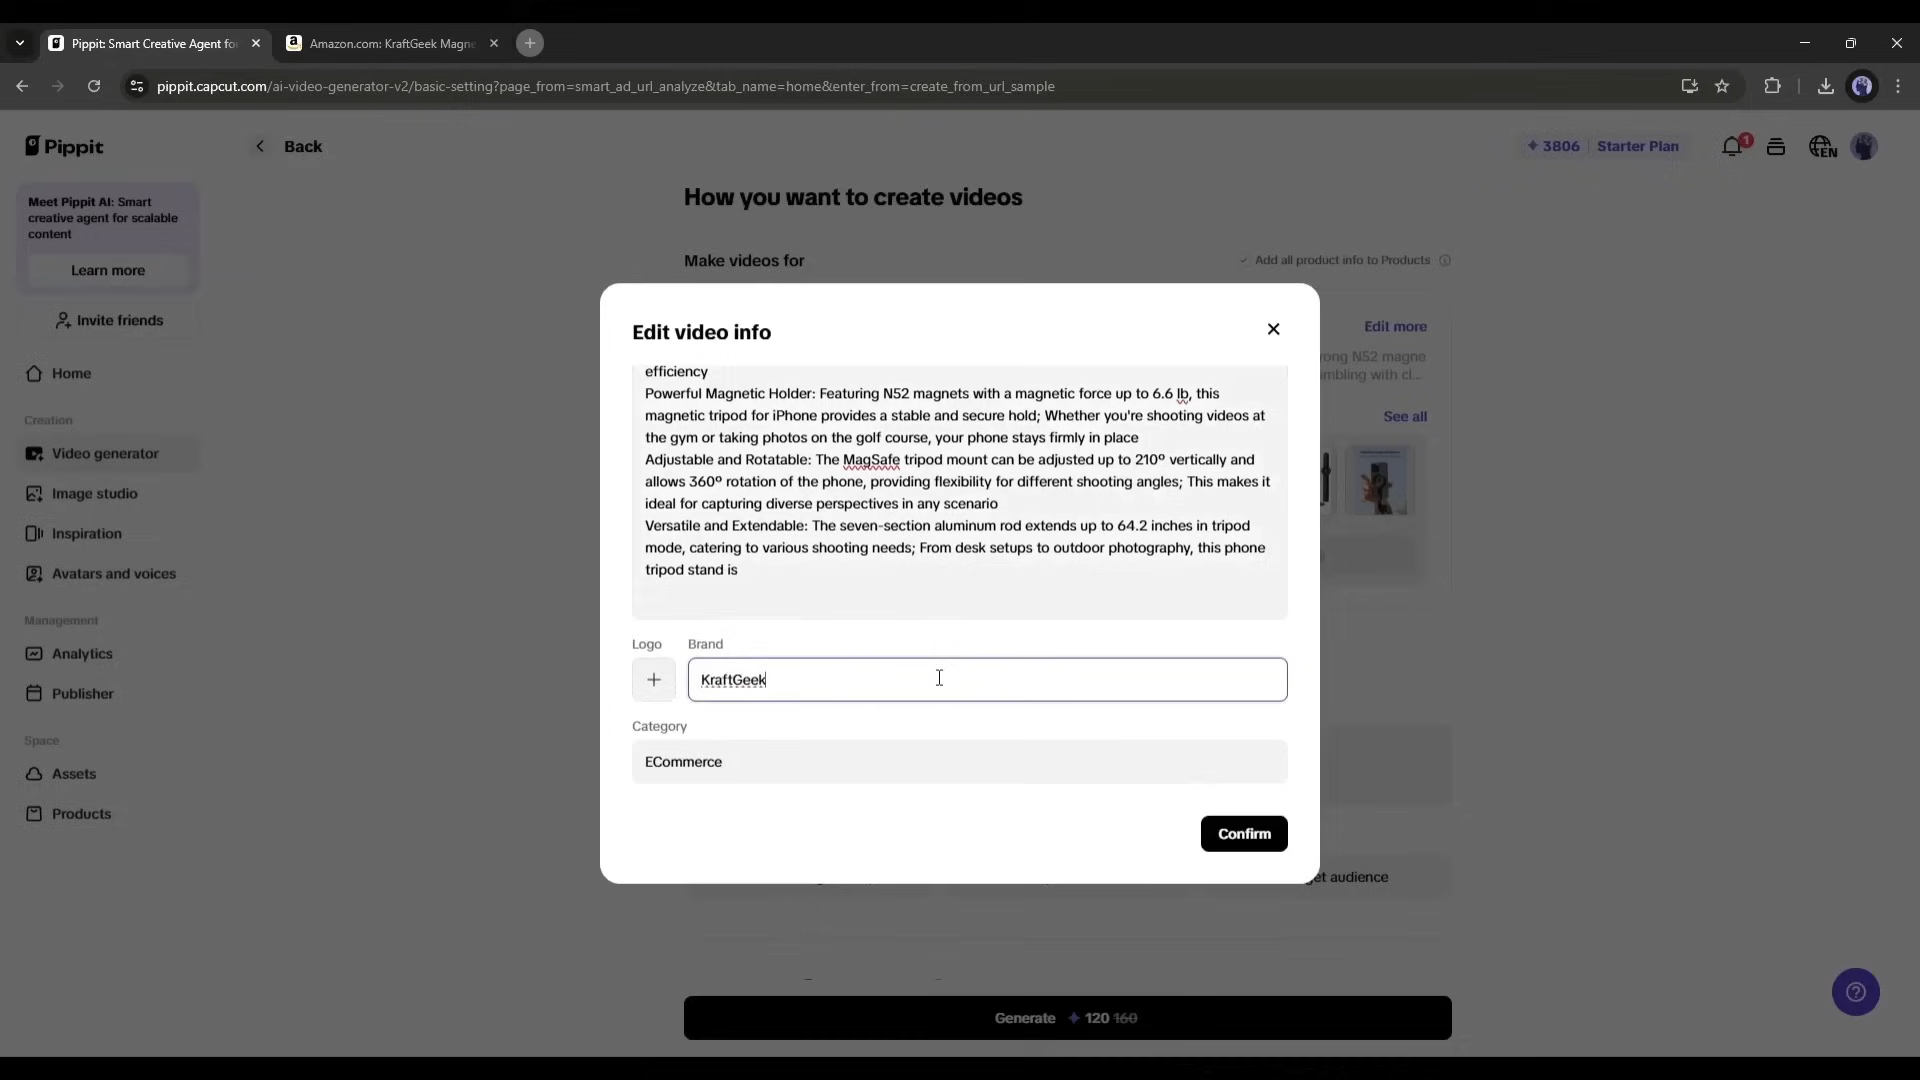 Pippit: Smart Creative Agent fo
Amazon.com: KraftGeek Magne
pippit.capcut.com/ai-video-generator-v2/basic-setting?page_from=smart_ad_url_analyze&tab_name=home&enter_from=create_from_url_sample
Pippit
Back
3806 Starter Plan
1
EN
Meet Pippit AI: Smart
creative agent for scalable
content
Learn more
Invite friends
Home
Creation
Video generator
Image studio
Inspiration
Avatars and voices
Management
Analytics
Publisher
Space
Assets
Products
How you want to create videos
Make videos for
Add all product info to Products
Edit more
ong N52 magne
mbling with cl...
See all
Edit video info
efficiency
Powerful Magnetic Holder: Featuring N52 magnets with a magnetic force up to 6.6 lb, this
magnetic tripod for iPhone provides a stable and secure hold; Whether you're shooting videos at
the gym or taking photos on the golf course, your phone stays firmly in place
Adjustable and Rotatable: The MagSafe tripod mount can be adjusted up to 210º vertically and
allows 360º rotation of the phone, providing flexibility for different shooting angles; This makes it
ideal for capturing diverse perspectives in any scenario
Versatile and Extendable: The seven-section aluminum rod extends up to 64.2 inches in tripod
mode, catering to various shooting needs; From desk setups to outdoor photography, this phone
tripod stand is
Logo Brand
KraftGeek
Category
ECommerce
Confirm
et audience
Generate 120 160